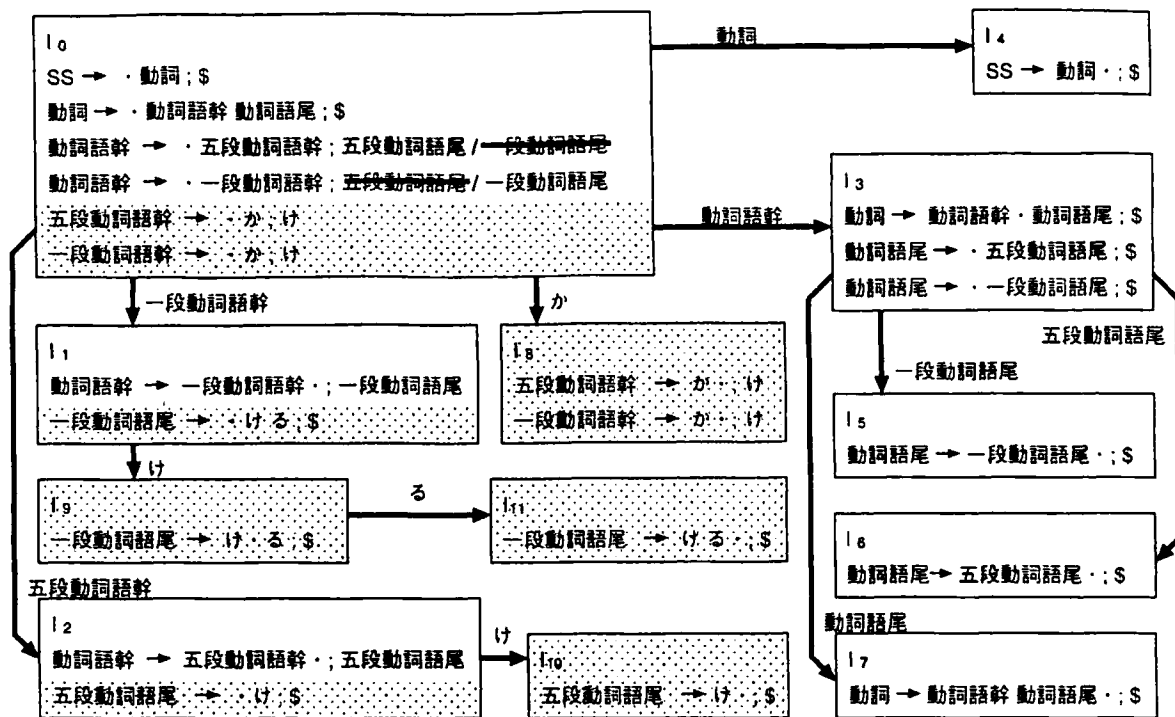 I0
SS → ・動詞 ; $
動詞 → ・動詞語幹 動詞語尾 ; $
動詞語幹 → ・五段動詞語幹 ; 五段動詞語尾 / 一段動詞語尾
動詞語幹 → ・一段動詞語幹 ; 五段動詞語尾 / 一段動詞語尾
五段動詞語幹 → ・か ; け
一段動詞語幹 → ・か ; け
動詞
I4
SS → 動詞・ ; $
動詞語幹
I3
動詞 → 動詞語幹・動詞語尾 ; $
動詞語尾 → ・五段動詞語尾 ; $
動詞語尾 → ・一段動詞語尾 ; $
一段動詞語幹
か
五段動詞語尾
一段動詞語尾
I1
動詞語幹 → 一段動詞語幹・ ; 一段動詞語尾
一段動詞語尾 → ・ける ; $
I8
五段動詞語幹 → か・ ; け
一段動詞語幹 → か・ ; け
I5
動詞語尾 → 一段動詞語尾・ ; $
け
I9
一段動詞語尾 → け・る ; $
る
I11
一段動詞語尾 → ける・ ; $
I6
動詞語尾 → 五段動詞語尾・ ; $
五段動詞語幹
I2
動詞語幹 → 五段動詞語幹・ ; 五段動詞語尾
五段動詞語尾 → ・け ; $
け
I10
五段動詞語尾 → け・ ; $
動詞語尾
I7
動詞 → 動詞語幹 動詞語尾・ ; $